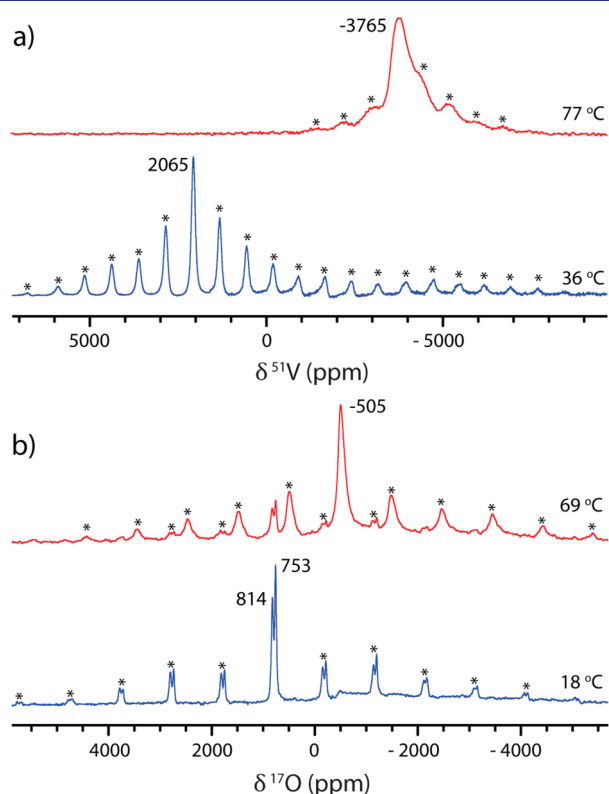 a)
-3765
* * * * * * *
77 °C
2065
* * * * * * * * * * * * * * * * * * *
36 °C
5000 0 - 5000
δ ⁵¹V (ppm)
b)
-505
* * * * * * * * * * * * *
69 °C
753
814
* * * * * * * * * *
18 °C
4000 2000 0 - 2000 - 4000
δ ¹⁷O (ppm)